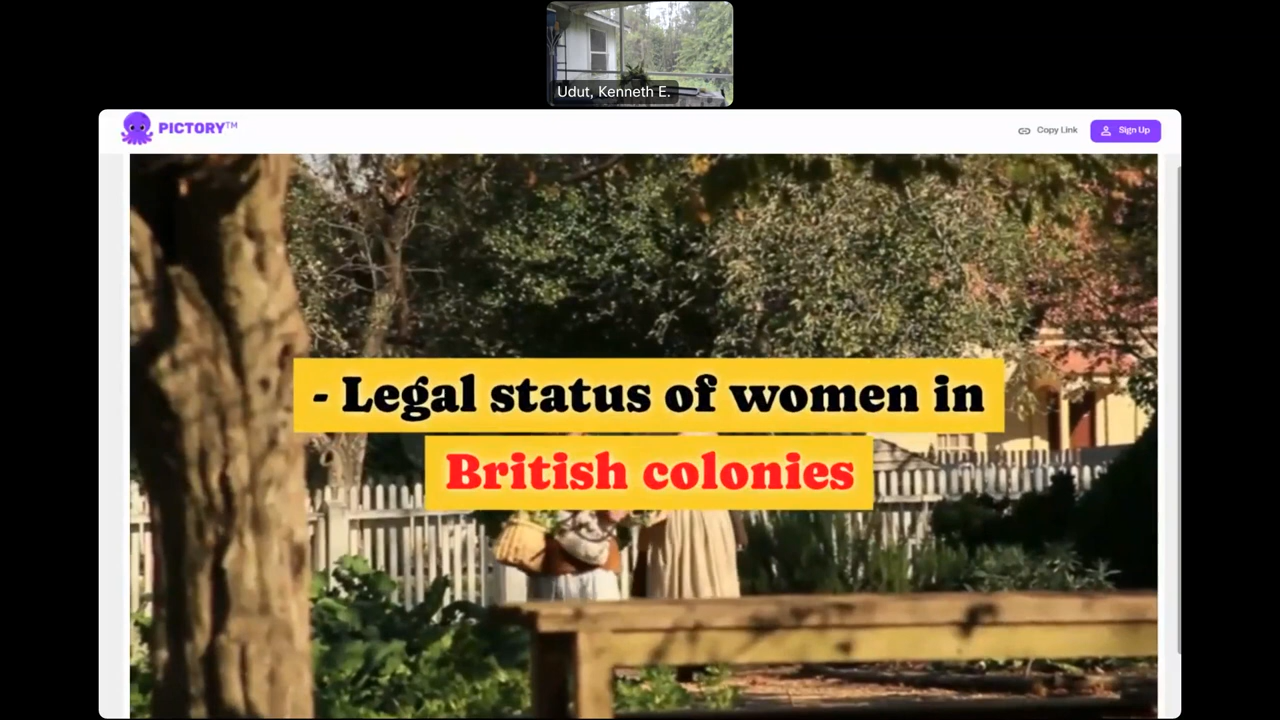 Udut, Kenneth E.
PICTORY™
Copy Link
Sign Up
- Legal status of women in
British colonies